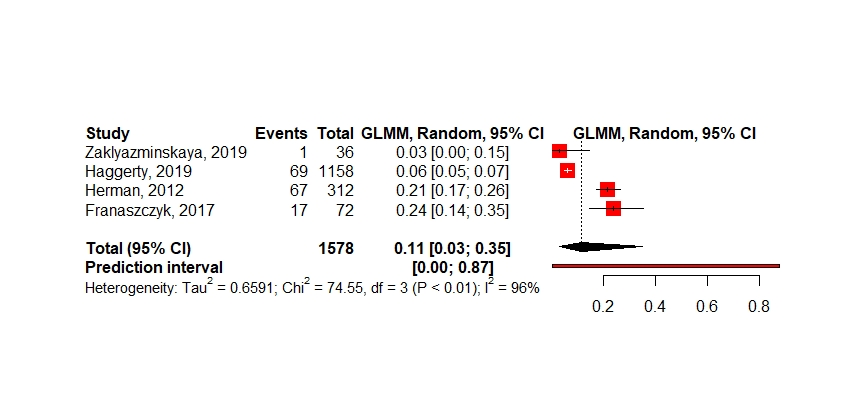 Study Events Total GLMM, Random, 95% CI GLMM, Random, 95% CI
Zaklyazminskaya, 2019 1 36 0.03 [0.00; 0.15]
Haggerty, 2019 69 1158 0.06 [0.05; 0.07]
Herman, 2012 67 312 0.21 [0.17; 0.26]
Franaszczyk, 2017 17 72 0.24 [0.14; 0.35]
Total (95% CI) 1578 0.11 [0.03; 0.35]
Prediction interval [0.00; 0.87]
Heterogeneity: Tau² = 0.6591; Chi² = 74.55, df = 3 (P < 0.01); I² = 96%
0.2 0.4 0.6 0.8